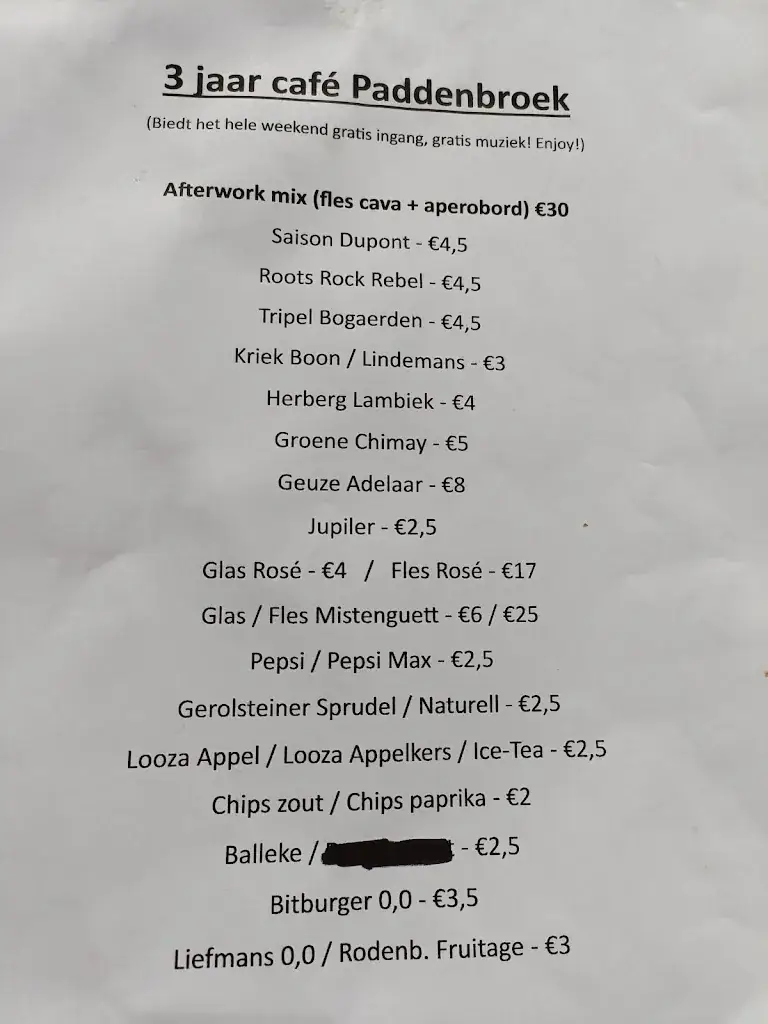 3 jaar café Paddenbroek
(Biedt het hele weekend gratis ingang, gratis muziek! Enjoy!)
Afterwork mix (fles cava + aperobord) €30
Saison Dupont - €4,5
Roots Rock Rebel - €4,5
Tripel Bogaerden - €4,5
Kriek Boon / Lindemans - €3
Herberg Lambiek - €4
Groene Chimay - €5
Geuze Adelaar - €8
Jupiler - €2,5
Glas Rosé - €4 / Fles Rosé - €17
Glas / Fles Mistenguett - €6 / €25
Pepsi / Pepsi Max - €2,5
Gerolsteiner Sprudel / Naturell - €2,5
Looza Appel / Looza Appelkers / Ice-Tea - €2,5
Chips zout / Chips paprika - €2
Balleke / - €2,5
Bitburger 0,0 - €3,5
Liefmans 0,0 / Rodenb. Fruitage - €3